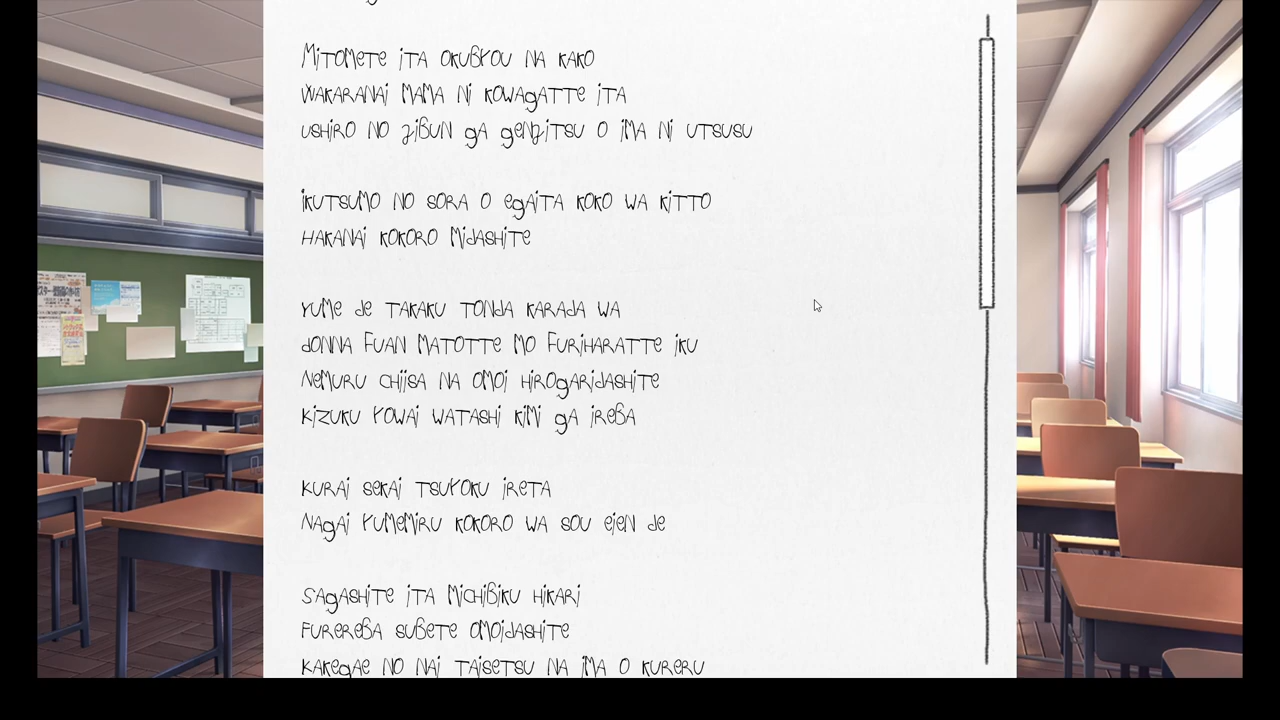 Mitomete ita okubyou na kako
Wakaranai mama ni kowagatte ita
Ushiro no jibun ga genjitsu o ima ni utsusu
Ikutsumo no sora o egaita koko wa kitto
Hakanai kokoro midashite
Yume de takaku tonda karada wa
Donna fuan matotte mo furiharatte iku
Nemuru chiisa na omoi hirogaridashite
Kizuku yowai watashi kimi ga ireba
Kurai sekai tsuyoku ireta
Nagai yumemiru kokoro wa sou eien de
Sagashite ita michibiku hikari
Furereba subete omoidashite
Kakegae no nai taisetsu na ima o kureru